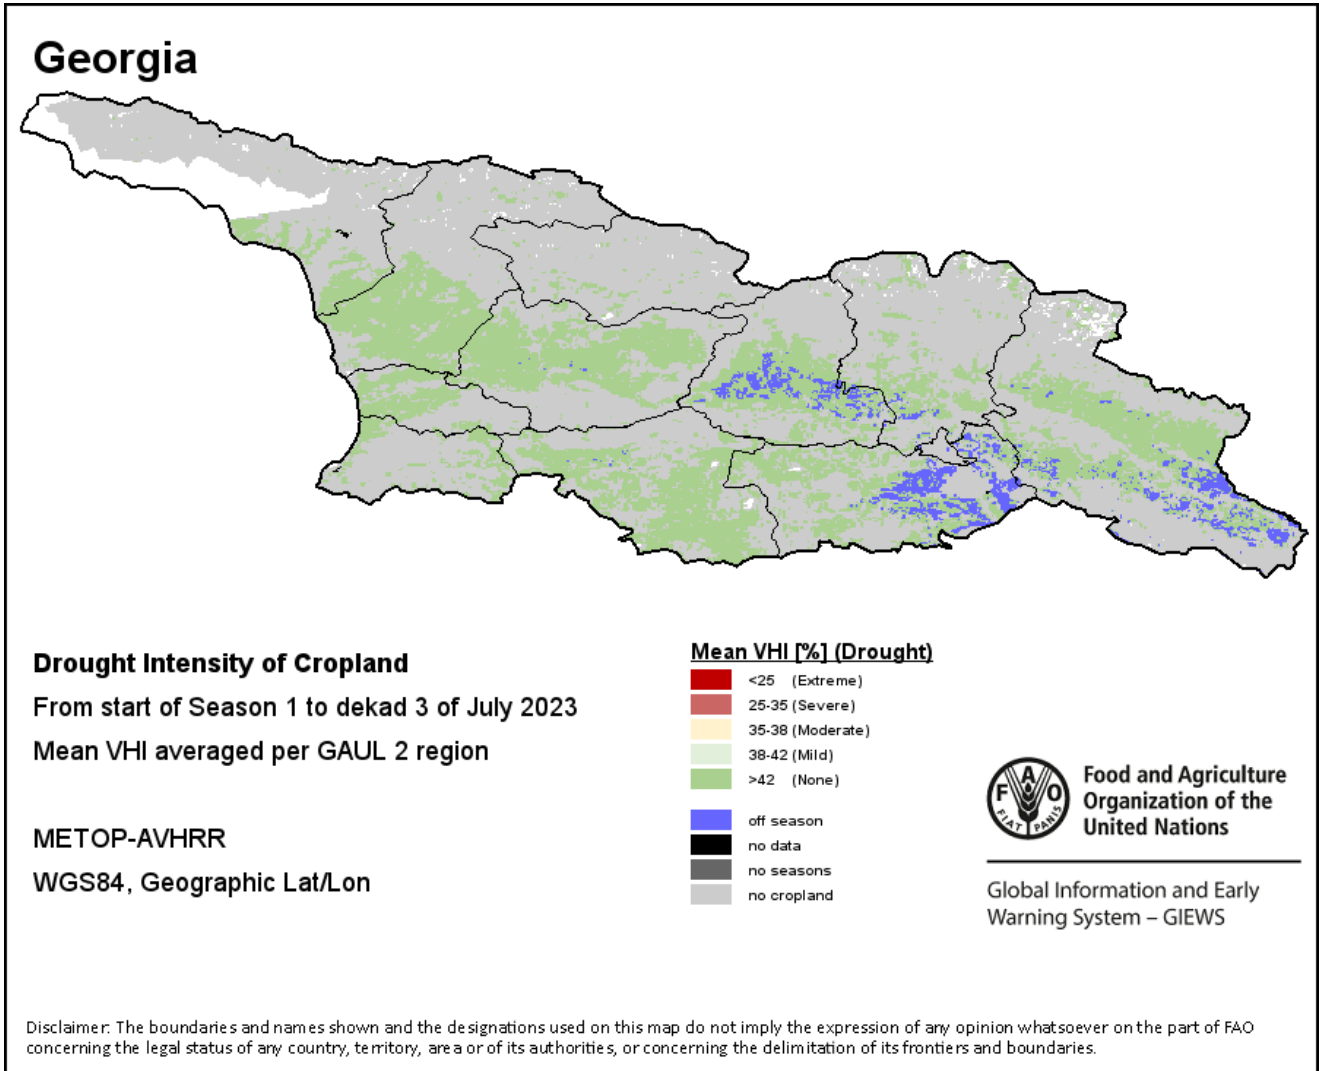 Georgia
Drought Intensity of Cropland
From start of Season 1 to dekad 3 of July 2023
Mean VHI averaged per GAUL 2 region
METOP-AVHRR
WGS84, Geographic Lat/Lon
Mean VHI [%] (Drought)
<25 (Extreme)
25-35 (Severe)
35-38 (Moderate)
38-42 (Mild)
>42 (None)
off season
no data
no seasons
no cropland
F A O
FIAT PANIS
Food and Agriculture
Organization of the
United Nations
Global Information and Early
Warning System – GIEWS
Disclaimer: The boundaries and names shown and the designations used on this map do not imply the expression of any opinion whatsoever on the part of FAO
concerning the legal status of any country, territory, area or of its authorities, or concerning the delimitation of its frontiers and boundaries.